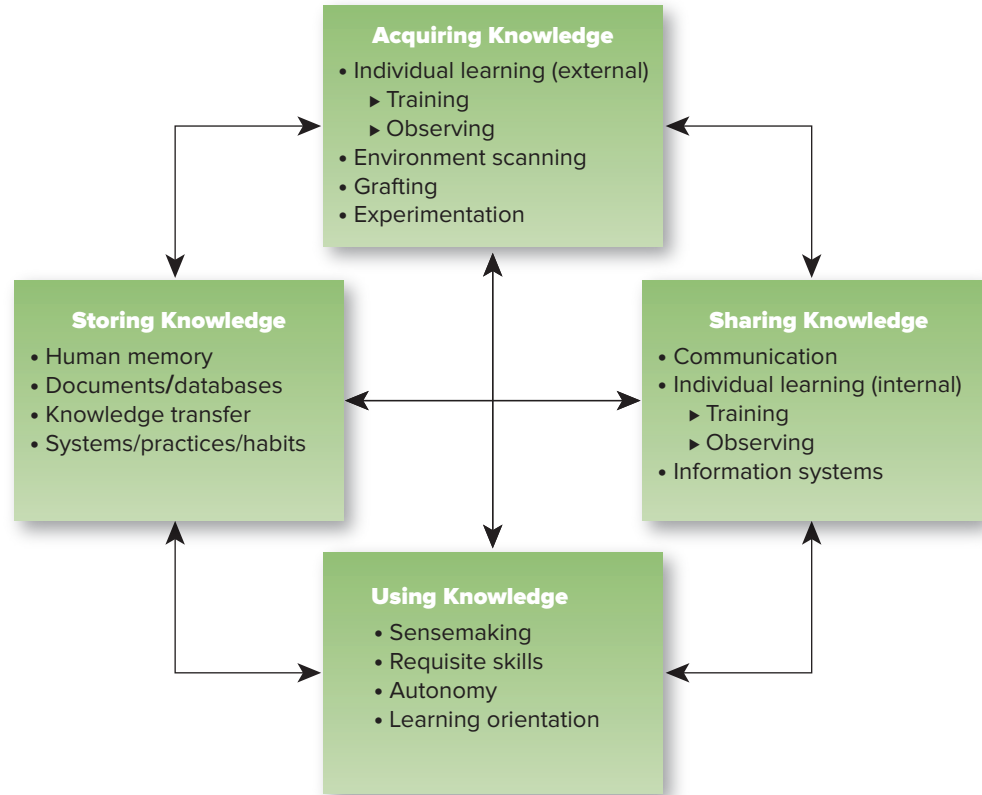 Acquiring Knowledge
• Individual learning (external)
▸ Training
▸ Observing
• Environment scanning
• Grafting
• Experimentation
Storing Knowledge
• Human memory
• Documents/databases
• Knowledge transfer
• Systems/practices/habits
Sharing Knowledge
• Communication
• Individual learning (internal)
▸ Training
▸ Observing
• Information systems
Using Knowledge
• Sensemaking
• Requisite skills
• Autonomy
• Learning orientation